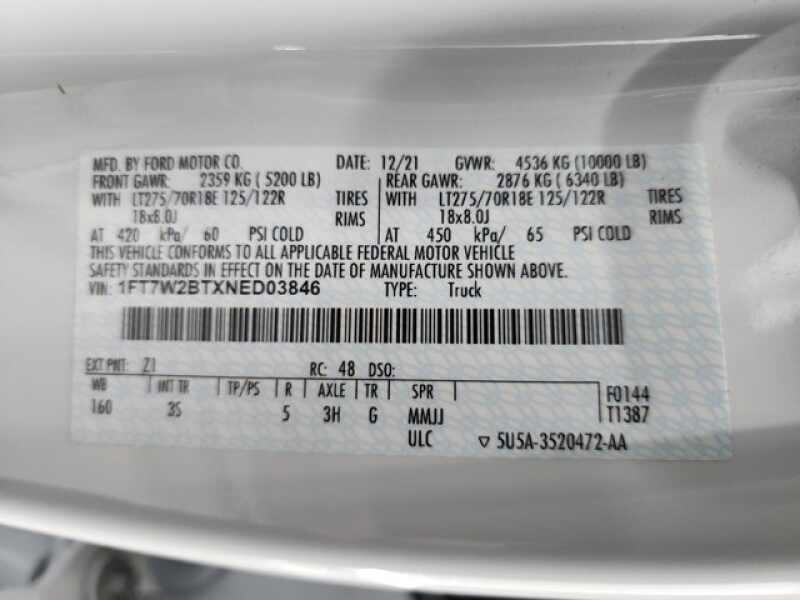 MFD. BY FORD MOTOR CO. DATE: 12/21 GVWR: 4536 KG (10000 LB)
FRONT GAWR: 2359 KG ( 5200 LB) REAR GAWR: 2876 KG ( 6340 LB)
WITH LT275/70R18E 125/122R TIRES WITH LT275/70R18E 125/122R TIRES
18x8.0J RIMS 18x8.0J RIMS
AT 420 kPa/ 60 PSI COLD AT 450 kPa/ 65 PSI COLD
THIS VEHICLE CONFORMS TO ALL APPLICABLE FEDERAL MOTOR VEHICLE
SAFETY STANDARDS IN EFFECT ON THE DATE OF MANUFACTURE SHOWN ABOVE.
VIN: 1FT7W2BTXNED03846 TYPE: Truck
EXT PNT: Z1 RC: 48 DSO:
WB INT TR TP/PS R AXLE TR SPR F0144
160 3S 5 3H G MMJJ T1387
ULC ▽ 5U5A-3520472-AA